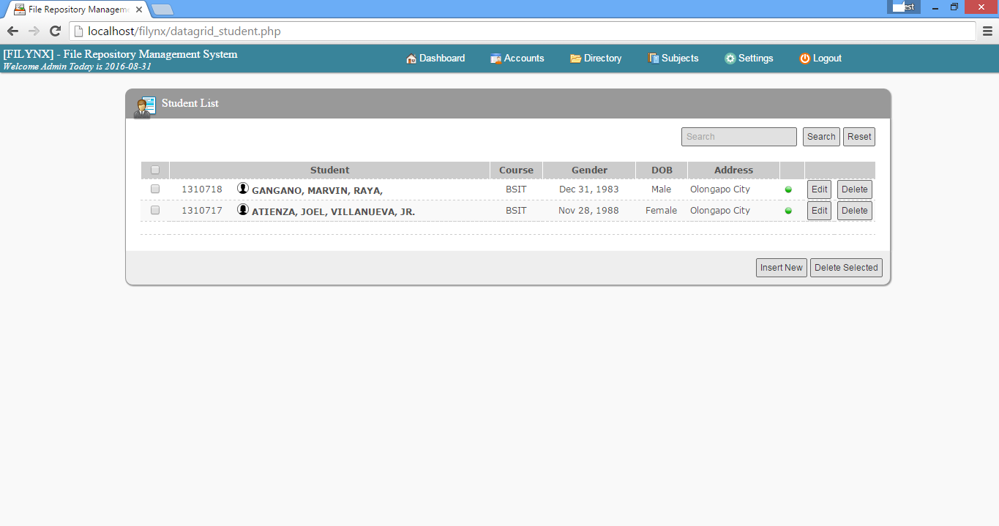 File Repository Managem
est
localhost/filynx/datagrid_student.php
[FILYNX] - File Repository Management System
Welcome Admin Today is 2016-08-31
Dashboard Accounts Directory Subjects Settings Logout
Student List
Search Search Reset
Student Course Gender DOB Address
1310718 GANGANO, MARVIN, RAYA, BSIT Dec 31, 1983 Male Olongapo City Edit Delete
1310717 ATIENZA, JOEL, VILLANUEVA, JR. BSIT Nov 28, 1988 Female Olongapo City Edit Delete
Insert New Delete Selected